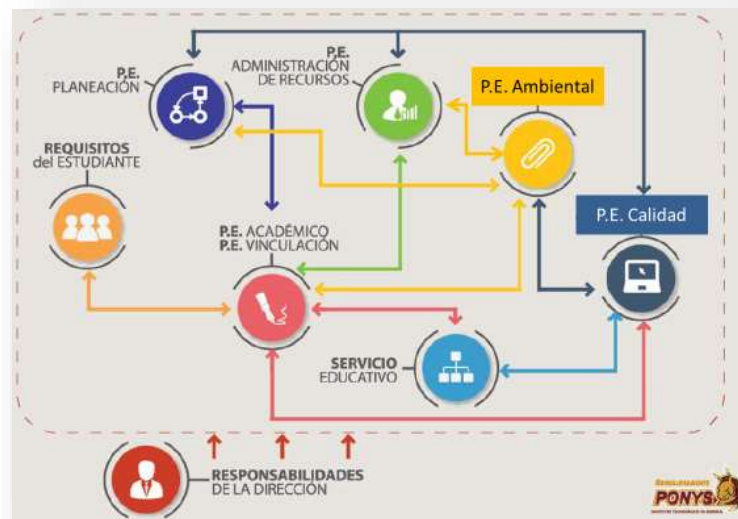 P.E.
PLANEACIÓN
P.E.
ADMINISTRACIÓN
DE RECURSOS
P.E. Ambiental
REQUISITOS
del ESTUDIANTE
P.E. Calidad
P.E. ACADÉMICO
P.E. VINCULACIÓN
SERVICIO
EDUCATIVO
RESPONSABILIDADES
DE LA DIRECCIÓN
PONYS